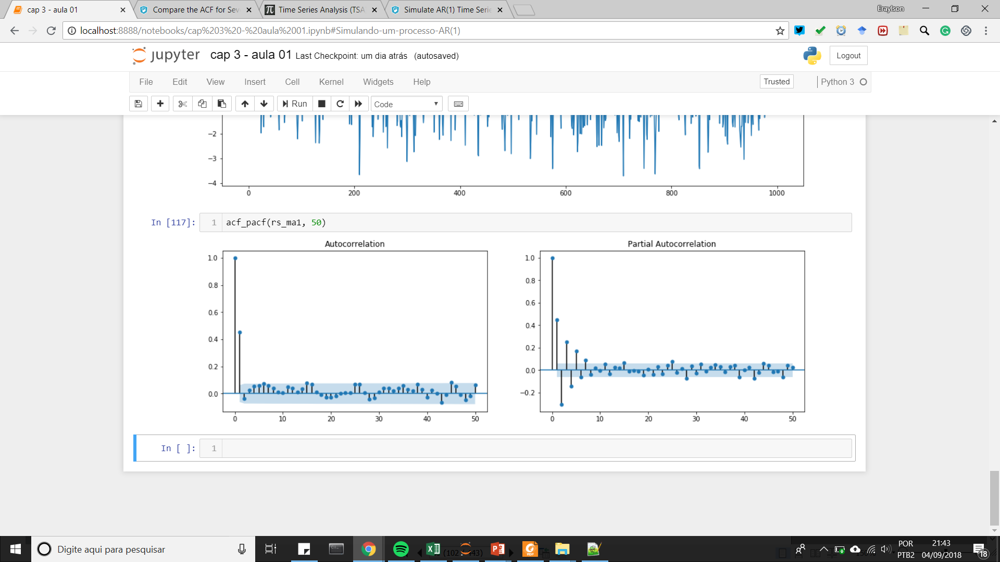 cap 3 - aula 01
Compare the ACF for Sev
Time Series Analysis (TSA
Simulate AR(1) Time Serie
Eraylson
localhost:8888/notebooks/cap%203%20-%20aula%2001.ipynb#Simulando-um-processo-AR(1)
jupyter cap 3 - aula 01 Last Checkpoint: um dia atrás (autosaved)
Logout
File Edit View Insert Cell Kernel Widgets Help
Trusted
Python 3
Run
Code
−2
−3
−4
0 200 400 600 800 1000
In [117]: 1 acf_pacf(rs_ma1, 50)
Autocorrelation
1.0
0.8
0.6
0.4
0.2
0.0
0 10 20 30 40 50
Partial Autocorrelation
1.0
0.8
0.6
0.4
0.2
0.0
−0.2
0 10 20 30 40 50
In [ ]: 1
Digite aqui para pesquisar
POR
PTB2
21:43
04/09/2018
18